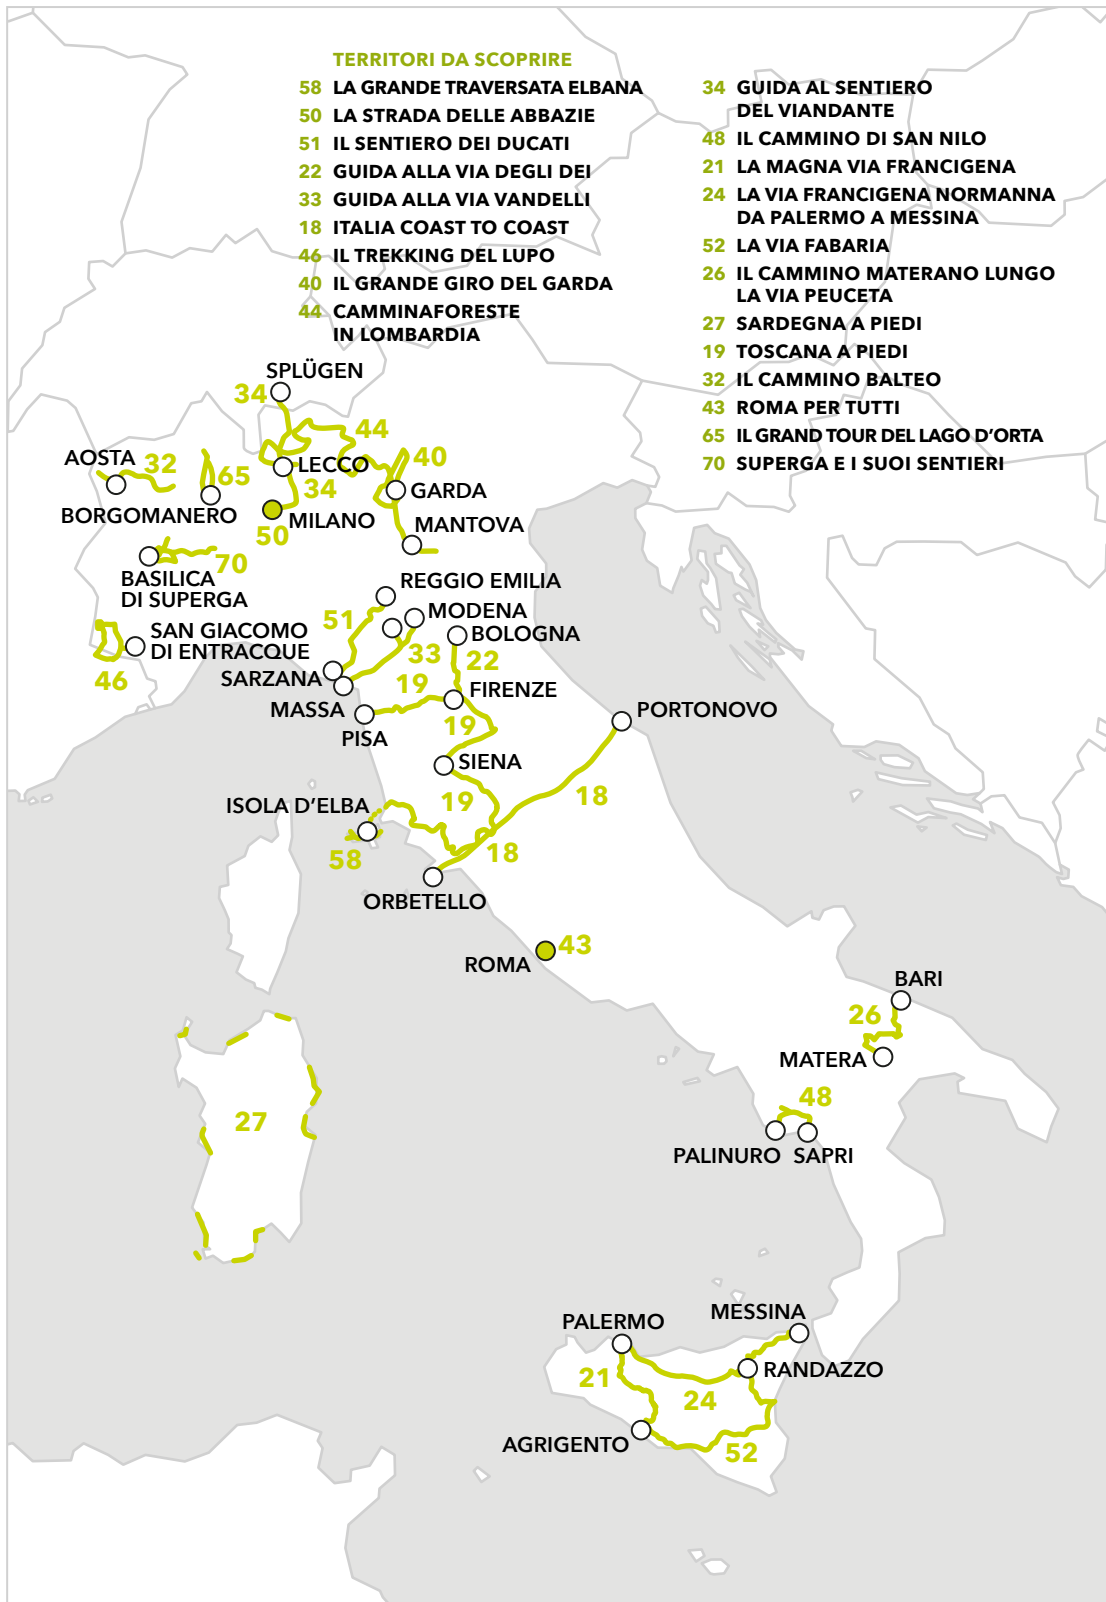 TERRITORI DA SCOPRIRE
58 LA GRANDE TRAVERSATA ELBANA
50 LA STRADA DELLE ABBAZIE
51 IL SENTIERO DEI DUCATI
22 GUIDA ALLA VIA DEGLI DEI
33 GUIDA ALLA VIA VANDELLI
18 ITALIA COAST TO COAST
46 IL TREKKING DEL LUPO
40 IL GRANDE GIRO DEL GARDA
44 CAMMINAFORESTE
IN LOMBARDIA
34 GUIDA AL SENTIERO
DEL VIANDANTE
48 IL CAMMINO DI SAN NILO
21 LA MAGNA VIA FRANCIGENA
24 LA VIA FRANCIGENA NORMANNA
DA PALERMO A MESSINA
52 LA VIA FABARIA
26 IL CAMMINO MATERANO LUNGO
LA VIA PEUCETA
27 SARDEGNA A PIEDI
19 TOSCANA A PIEDI
32 IL CAMMINO BALTEO
43 ROMA PER TUTTI
65 IL GRAND TOUR DEL LAGO D'ORTA
70 SUPERGA E I SUOI SENTIERI
SPLÜGEN
34
44
AOSTA
32
65
LECCO
40
34
GARDA
BORGOMANERO
50
MILANO
MANTOVA
70
BASILICA
DI SUPERGA
REGGIO EMILIA
51
MODENA
SAN GIACOMO
DI ENTRACQUE
BOLOGNA
33
22
46
SARZANA
19
FIRENZE
MASSA
PISA
19
PORTONOVO
SIENA
18
ISOLA D'ELBA
19
58
18
ORBETELLO
43
ROMA
BARI
26
MATERA
48
27
PALINURO
SAPRI
MESSINA
PALERMO
RANDAZZO
21
24
AGRIGENTO
52